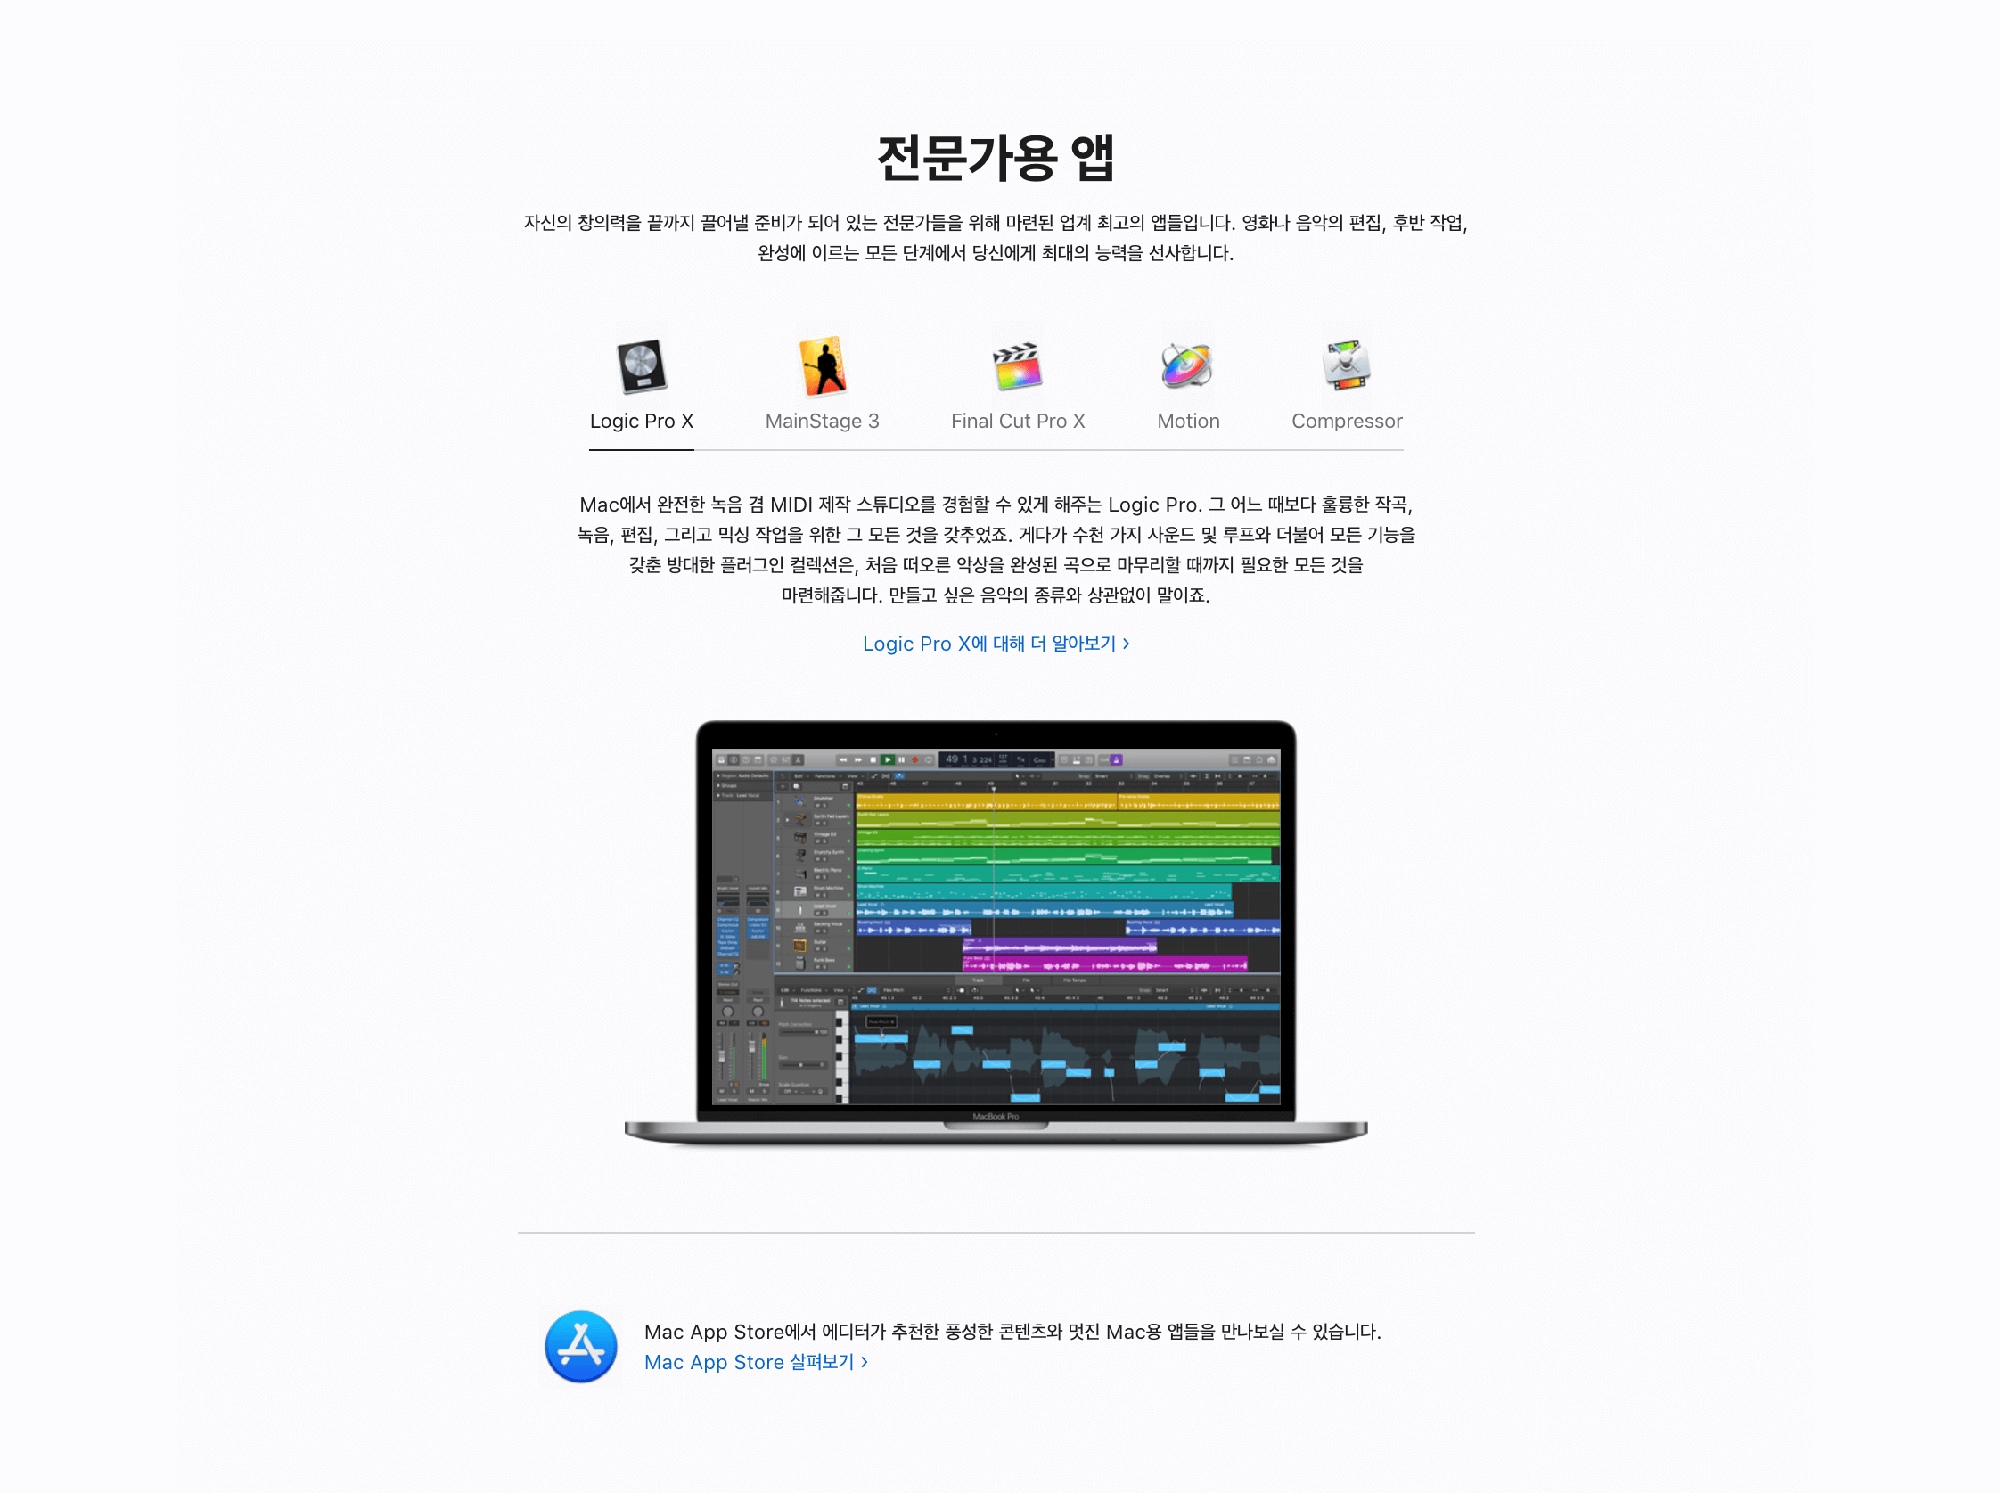 전문가용 앱
자신의 창의력을 끝까지 끌어낼 준비가 되어 있는 전문가들을 위해 마련된 업계 최고의 앱들입니다. 영화나 음악의 편집, 후반 작업,
완성에 이르는 모든 단계에서 당신에게 최대의 능력을 선사합니다.
Logic Pro X
MainStage 3
Final Cut Pro X
Motion
Compressor
Mac에서 완전한 녹음 겸 MIDI 제작 스튜디오를 경험할 수 있게 해주는 Logic Pro. 그 어느 때보다 훌륭한 작곡,
녹음, 편집, 그리고 믹싱 작업을 위한 그 모든 것을 갖추었죠. 게다가 수천 가지 사운드 및 루프와 더불어 모든 기능을
갖춘 방대한 플러그인 컬렉션은, 처음 떠오른 악상을 완성된 곡으로 마무리할 때까지 필요한 모든 것을
마련해줍니다. 만들고 싶은 음악의 종류와 상관없이 말이죠.
Logic Pro X에 대해 더 알아보기 >
MacBook Pro
Mac App Store에서 에디터가 추천한 풍성한 콘텐츠와 멋진 Mac용 앱들을 만나보실 수 있습니다.
Mac App Store 살펴보기 >